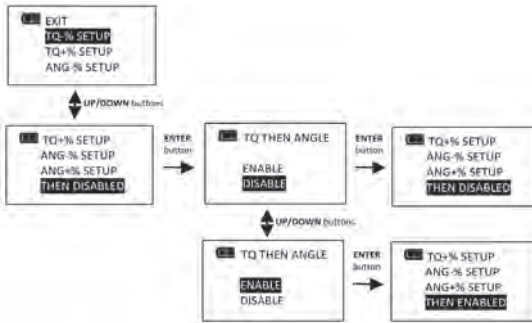 EXIT
TQ-% SETUP
TQ+% SETUP
ANG-% SETUP
UP/DOWN buttons
TQ+% SETUP
ANG-% SETUP
ANG+% SETUP
THEN DISABLED
ENTER
button
TQ THEN ANGLE
ENABLE
DISABLE
ENTER
button
TQ+% SETUP
ANG-% SETUP
ANG+% SETUP
THEN DISABLED
UP/DOWN buttons
TQ THEN ANGLE
ENABLE
DISABLE
ENTER
button
TQ+% SETUP
ANG-% SETUP
ANG+% SETUP
THEN ENABLED